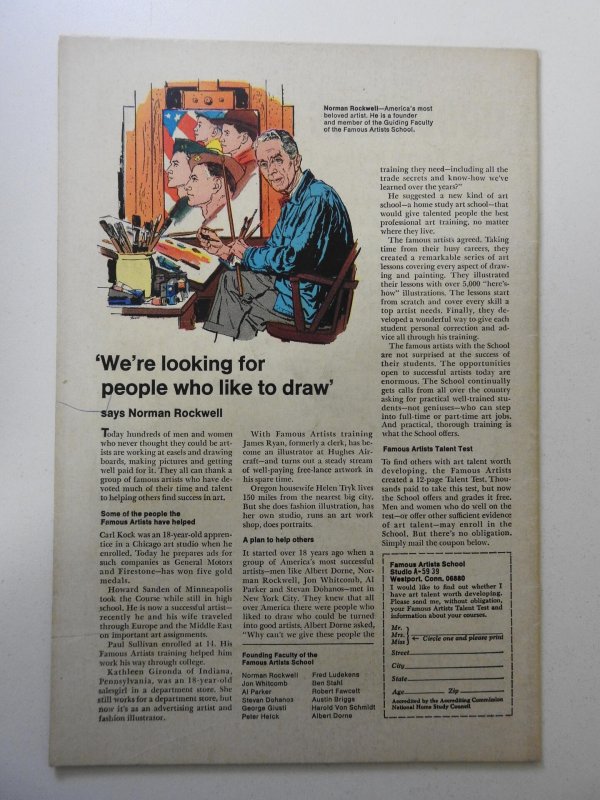 Norman Rockwell—America's most
beloved artist. He is a founder
and member of the Guiding Faculty
of the Famous Artists School.
'We're looking for
people who like to draw'
says Norman Rockwell
Today hundreds of men and women
who never thought they could be art-
ists are working at easels and drawing
boards, making pictures and getting
well paid for it. They all can thank a
group of famous artists who have de-
voted much of their time and talent
to helping others find success in art.
Some of the people the
Famous Artists have helped
Carl Kock was an 18-year-old appren-
tice in a Chicago art studio when he
enrolled. Today he prepares ads for
such companies as General Motors
and Firestone—has won five gold
medals.
Howard Sanden of Minneapolis
took the Course while still in high
school. He is now a successful artist—
recently he and his wife traveled
through Europe and the Middle East
on important art assignments.
Paul Sullivan enrolled at 14. His
Famous Artists training helped him
work his way through college.
Kathleen Gironda of Indiana,
Pennsylvania, was an 18-year-old
salesgirl in a department store. She
still works for a department store, but
now it's as an advertising artist and
fashion illustrator.
With Famous Artists training
James Ryan, formerly a clerk, has be-
come an illustrator at Hughes Air-
craft—and turns out a steady stream
of well-paying free-lance artwork in
his spare time.
Oregon housewife Helen Tryk lives
150 miles from the nearest big city.
But she does fashion illustration, has
her own studio, runs an art work
shop, does portraits.
A plan to help others
It started over 18 years ago when a
group of America's most successful
artists—men like Albert Dorne, Nor-
man Rockwell, Jon Whitcomb, Al
Parker and Stevan Dohanos—met in
New York City. They knew that all
over America there were people who
liked to draw who could be turned
into good artists. Albert Dorne asked,
"Why can't we give these people the
Founding Faculty of the
Famous Artists School
Norman Rockwell
Jon Whitcomb
Al Parker
Stevan Dohanos
George Giusti
Peter Helck
Fred Ludekens
Ben Stahl
Robert Fawcett
Austin Briggs
Harold Von Schmidt
Albert Dorne
training they need—including all the
trade secrets and know-how we've
learned over the years?"
He suggested a new kind of art
school—a home study art school—that
would give talented people the best
professional art training, no matter
where they live.
The famous artists agreed. Taking
time from their busy careers, they
created a remarkable series of art
lessons covering every aspect of draw-
ing and painting. They illustrated
their lessons with over 5,000 "here's-
how" illustrations. The lessons start
from scratch and cover every skill a
top artist needs. Finally, they de-
veloped a wonderful way to give each
student personal correction and ad-
vice all through his training.
The famous artists with the School
are not surprised at the success of
their students. The opportunities
open to successful artists today are
enormous. The School continually
gets calls from all over the country
asking for practical well-trained stu-
dents—not geniuses—who can step
into full-time or part-time art jobs.
And practical, thorough training is
what the School offers.
Famous Artists Talent Test
To find others with art talent worth
developing, the Famous Artists
created a 12-page Talent Test. Thou-
sands paid to take this test, but now
the School offers and grades it free.
Men and women who do well on the
test—or offer other sufficient evidence
of art talent—may enroll in the
School. But there's no obligation.
Simply mail the coupon below.
Famous Artists School
Studio A-5939
Westport, Conn. 06880
I would like to find out whether I
have art talent worth developing.
Please send me, without obligation,
your Famous Artists Talent Test and
information about your courses.
Mr.
Mrs. ← Circle one and please print
Miss
Street
City
State
Age Zip
Accredited by the Accrediting Commission
National Home Study Council